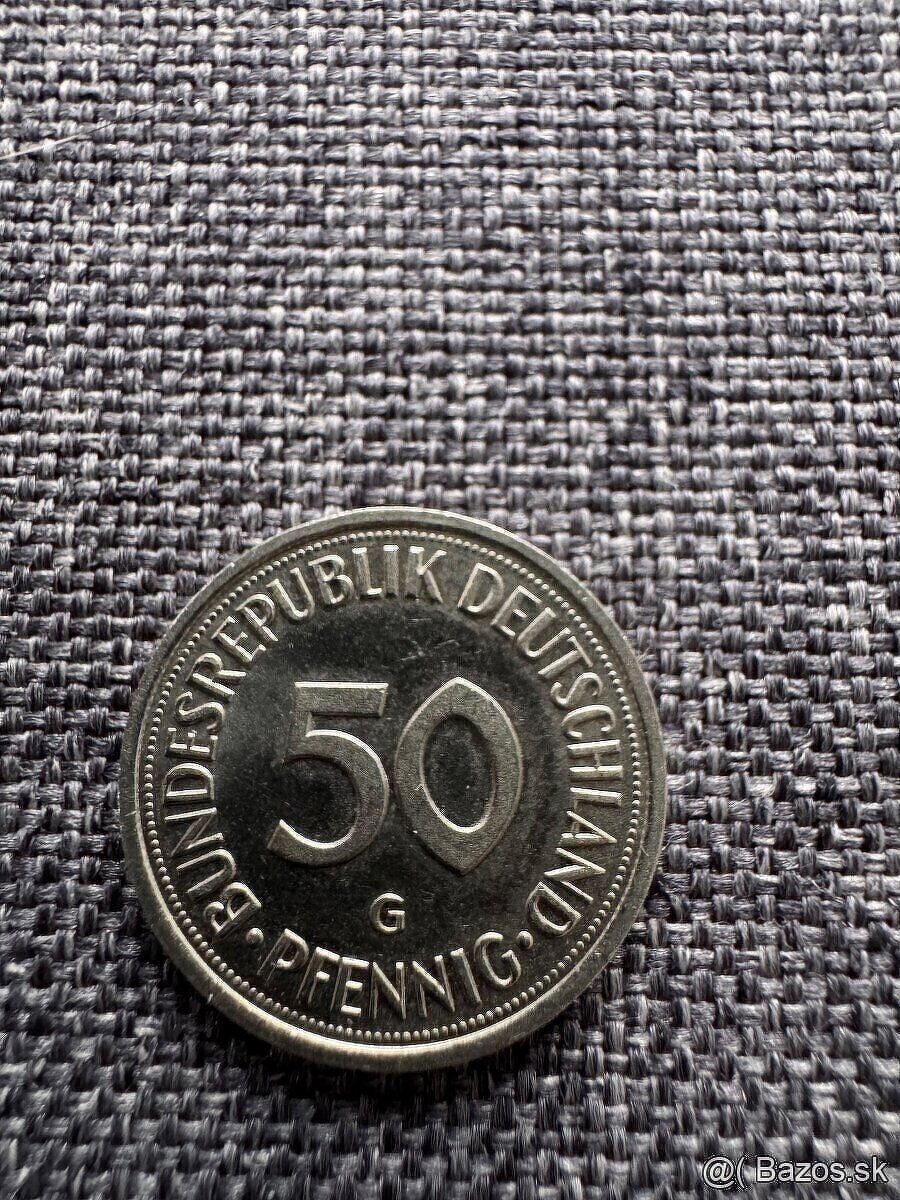 BUNDESREPUBLIK DEUTSCHLAND
50
G
· PFENNIG ·
@( Bazos.sk